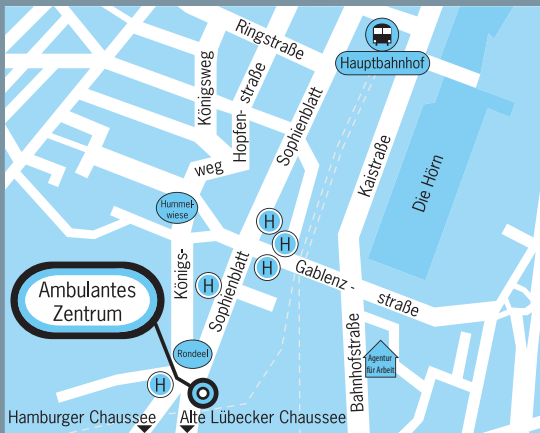 Ringstraße
Hauptbahnhof
Königsweg
Hopfen-
straße
Sophienblatt
Kaistraße
Die Hörn
weg
Hummel-
wiese
H
H
H
Königs-
H
Sophienblatt
Gablenz-
straße
Ambulantes
Zentrum
Bahnhofstraße
Rondeel
Agentur
für Arbeit
H
Hamburger Chaussee
Alte Lübecker Chaussee